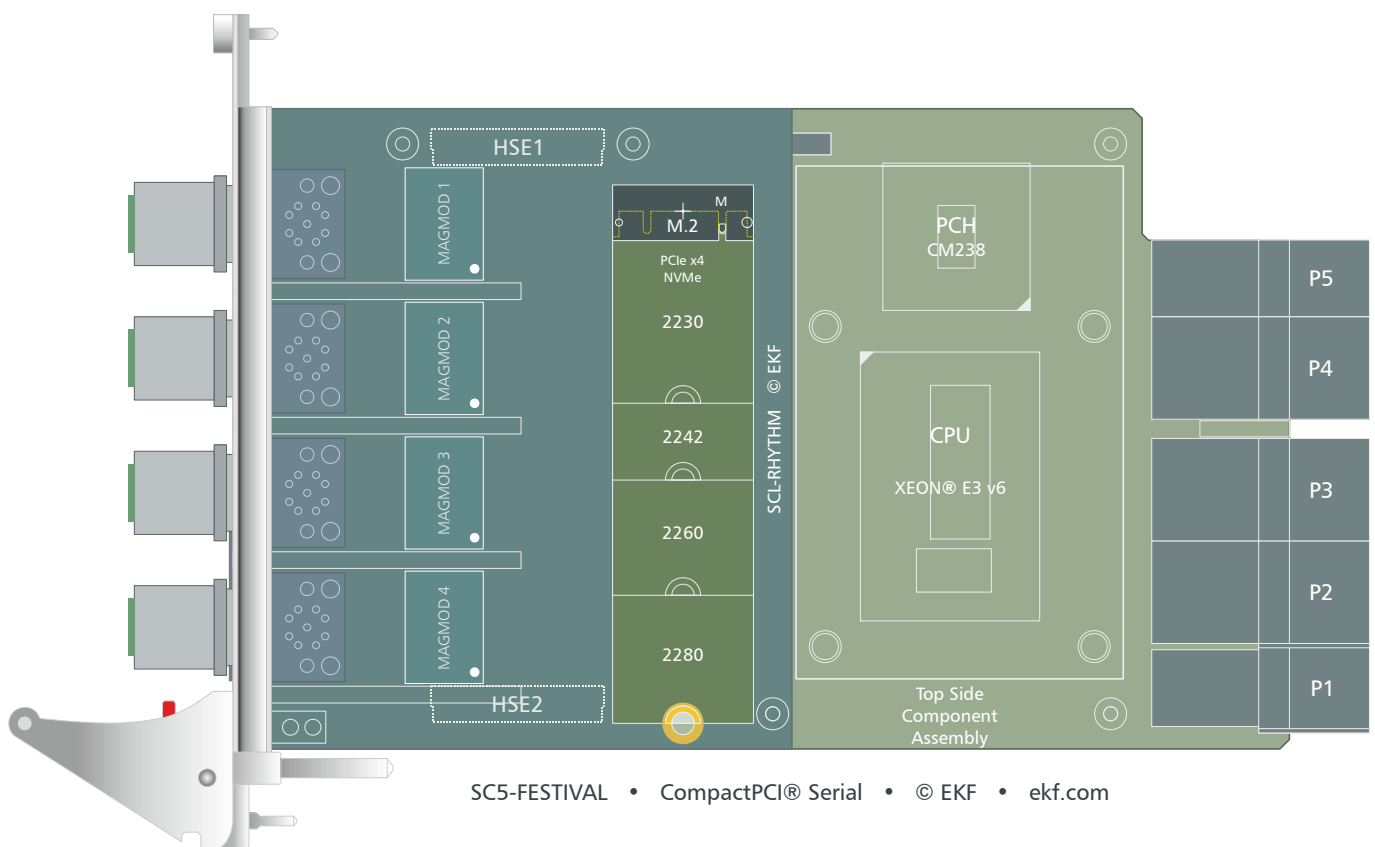 HSE1
MAGMOD 1
MAGMOD 2
MAGMOD 3
MAGMOD 4
HSE2
M
M.2
PCIe x4
NVMe
2230
2242
2260
2280
SCL-RHYTHM © EKF
PCH
CM238
CPU
XEON® E3 v6
Top Side
Component
Assembly
P5
P4
P3
P2
P1
SC5-FESTIVAL • CompactPCI® Serial • © EKF • ekf.com